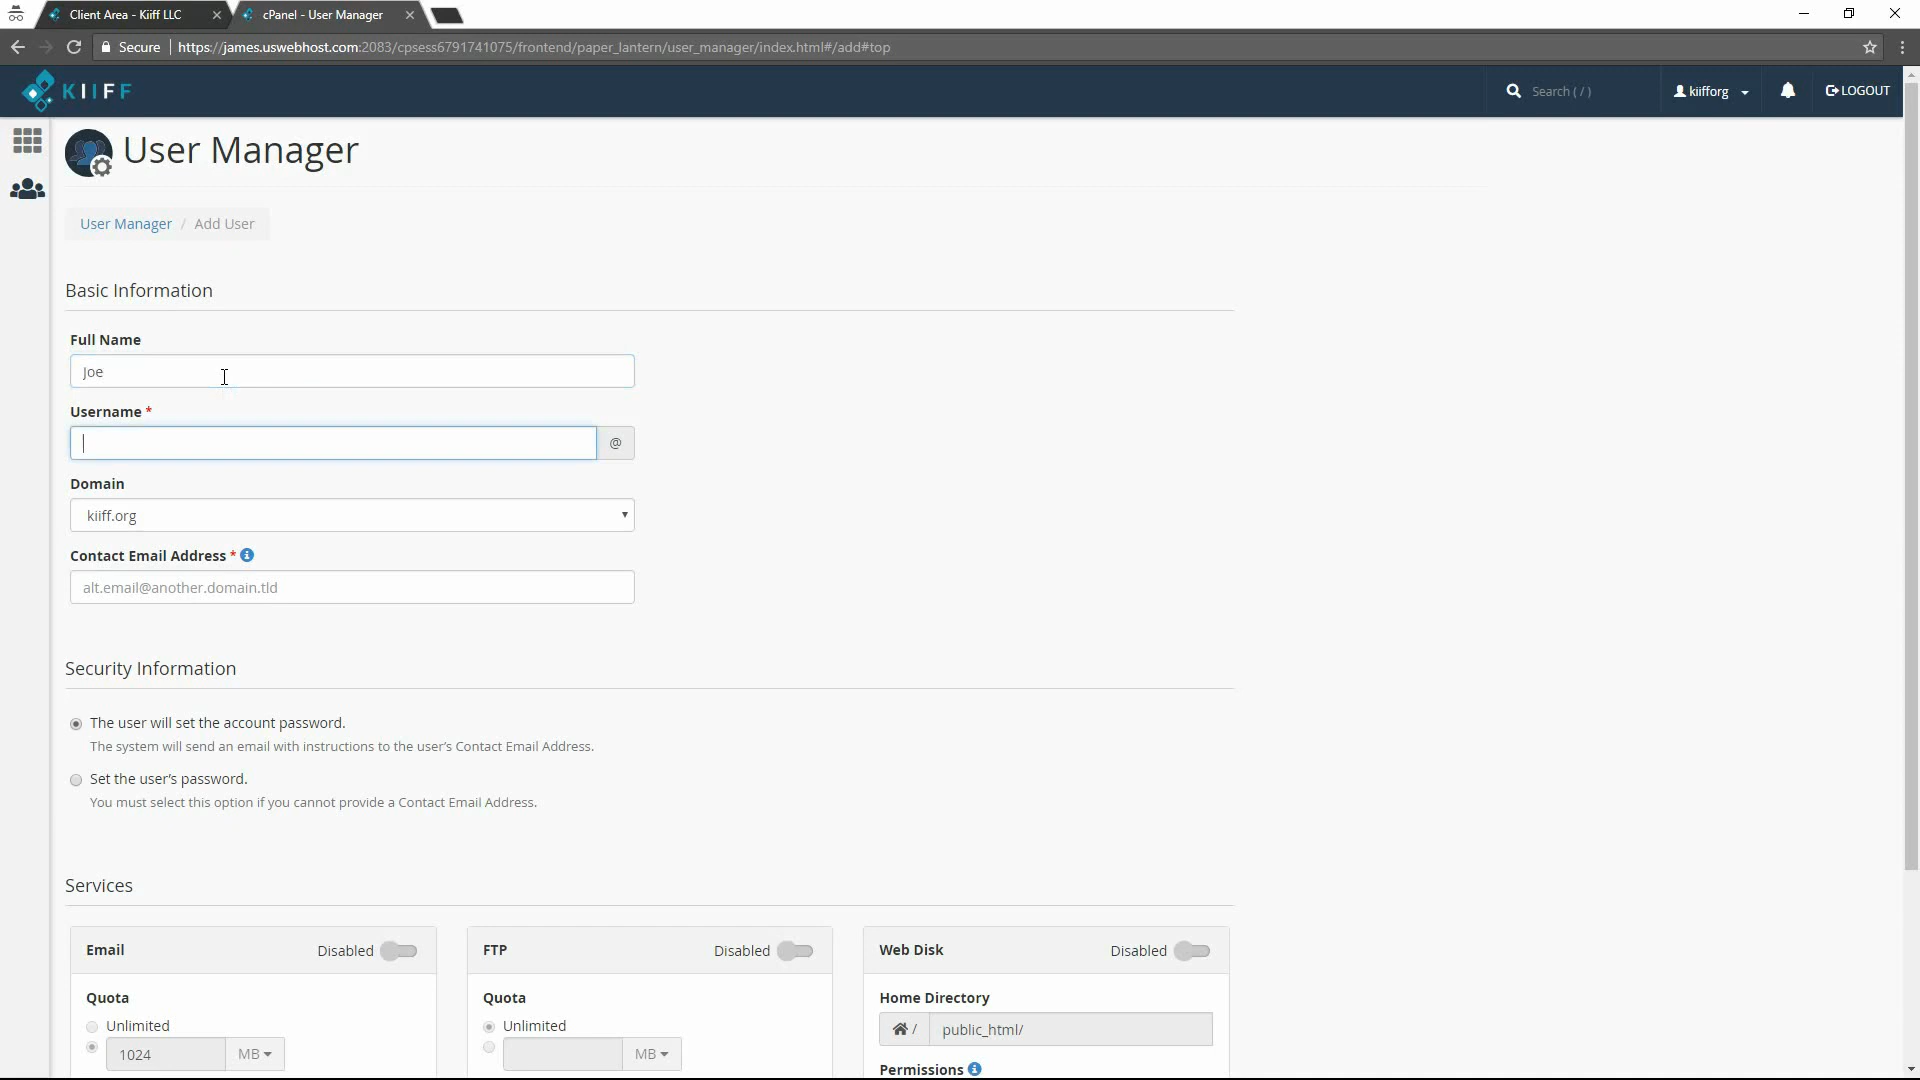 Client Area - Kiiff LLC
cPanel - User Manager
Secure https://james.uswebhost.com:2083/cpsess6791741075/frontend/paper_lantern/user_manager/index.html#/add#top
KIIFF
Search ( / )
kiifforg
LOGOUT
User Manager
User Manager / Add User
Basic Information
Full Name
Joe
Username *
@
Domain
kiiff.org
Contact Email Address *
alt.email@another.domain.tld
Security Information
The user will set the account password.
The system will send an email with instructions to the user's Contact Email Address.
Set the user's password.
You must select this option if you cannot provide a Contact Email Address.
Services
Email Disabled
FTP Disabled
Web Disk Disabled
Quota
Quota
Home Directory
Unlimited
Unlimited
/ public_html/
1024 MB
MB
Permissions